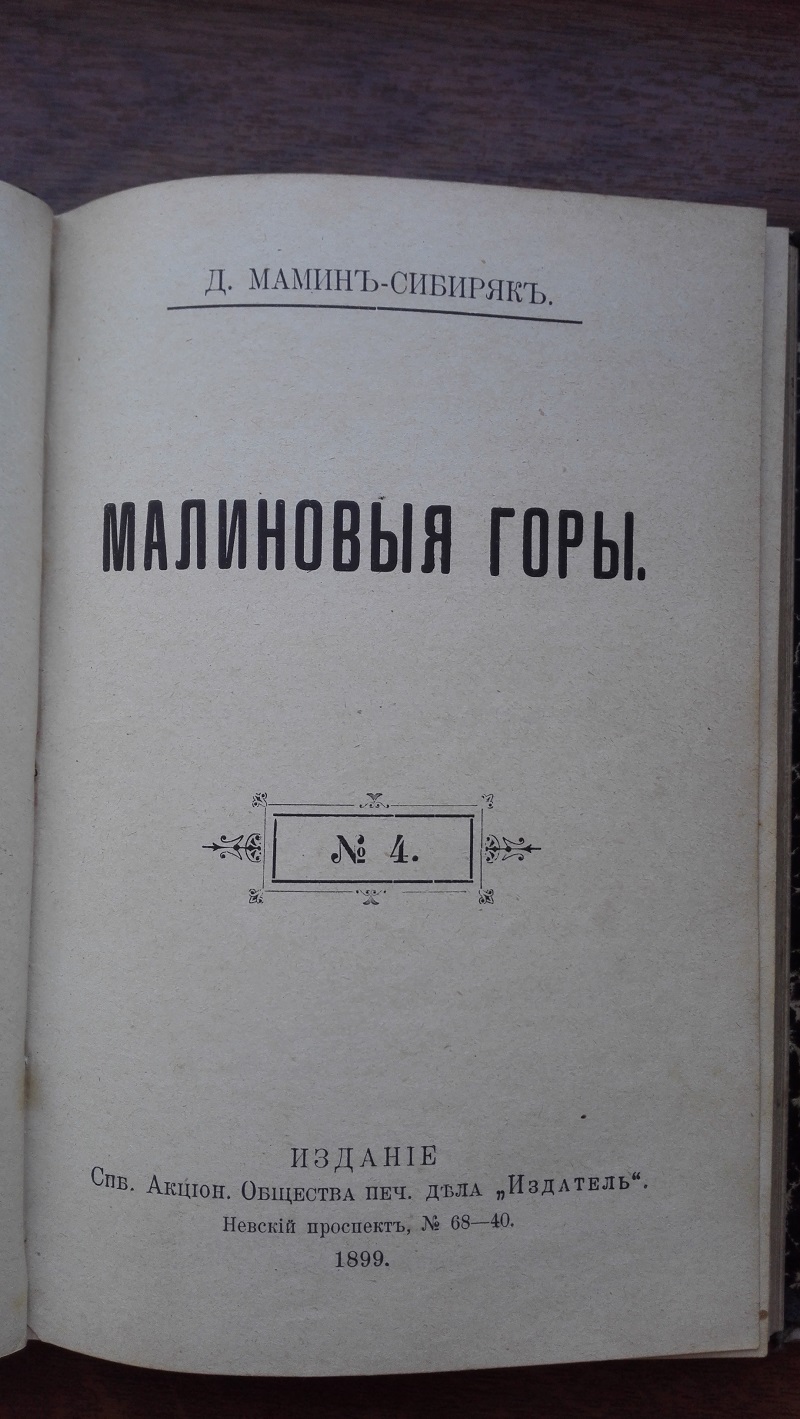 Д. МАМИНЪ-СИБИРЯКЪ.
МАЛИНОВЫЯ ГОРЫ.
№ 4.
ИЗДАНІЕ
Спб. Акціон. Общества печ. дѣла „Издатель“.
Невскій проспектъ, № 68—40.
1899.